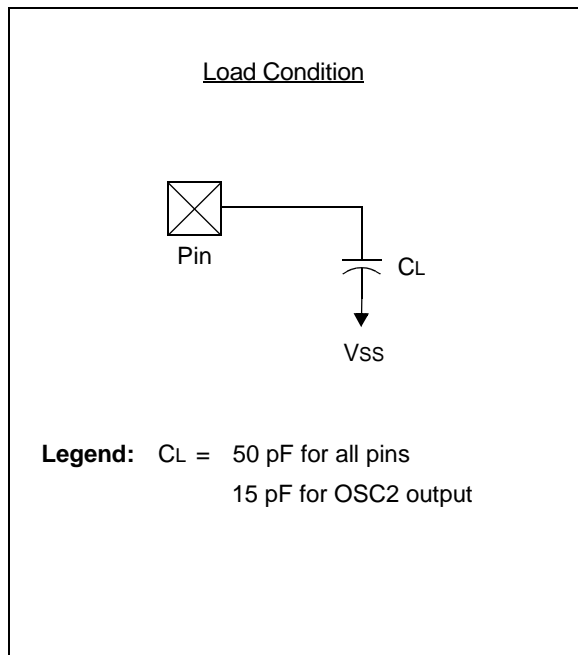 Load Condition
Pin
CL
VSS
Legend: CL = 50 pF for all pins
15 pF for OSC2 output